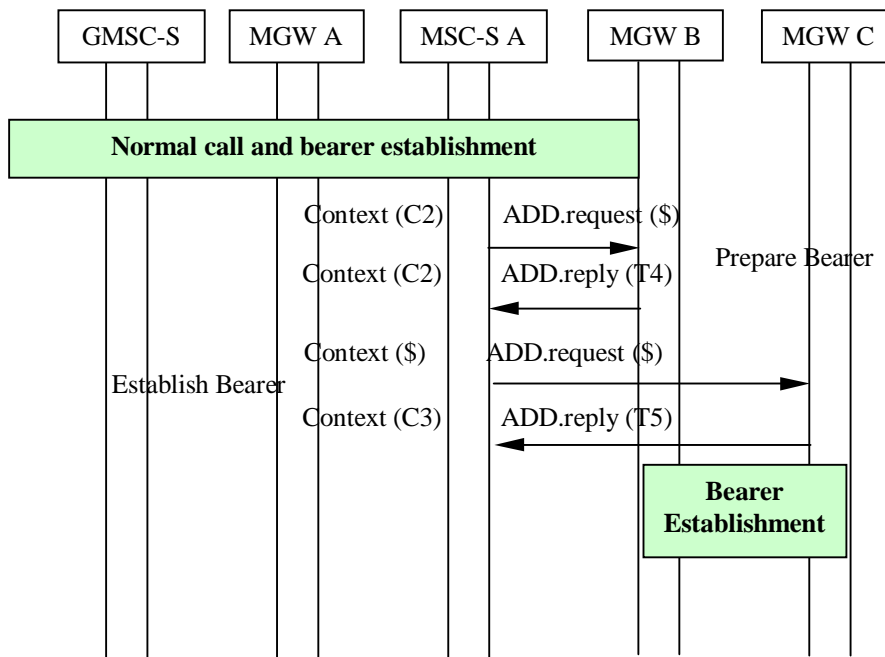 GMSC-S MGW A MSC-S A MGW B MGW C
Normal call and bearer establishment
Context (C2) ADD.request ($)
Prepare Bearer
Context (C2) ADD.reply (T4)
Context ($) ADD.request ($)
Establish Bearer
Context (C3) ADD.reply (T5)
Bearer
Establishment